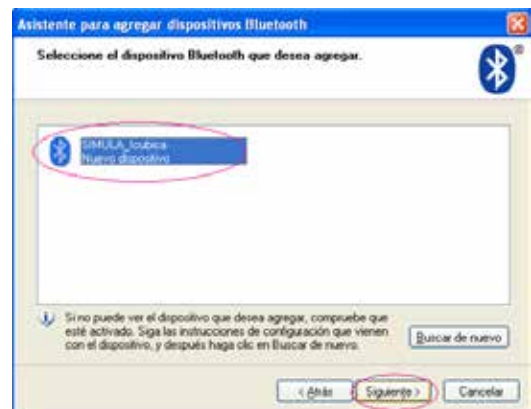 Asistente para agregar dispositivos Bluetooth
Seleccione el dispositivo Bluetooth que desea agregar.
SIMULA_Icubica
Nuevo dispositivo
Si no puede ver el dispositivo que desea agregar, compruebe que
esté activado. Siga las instrucciones de configuración que vienen
con el dispositivo, y después haga clic en Buscar de nuevo.
Buscar de nuevo
< Atrás
Siguiente >
Cancelar